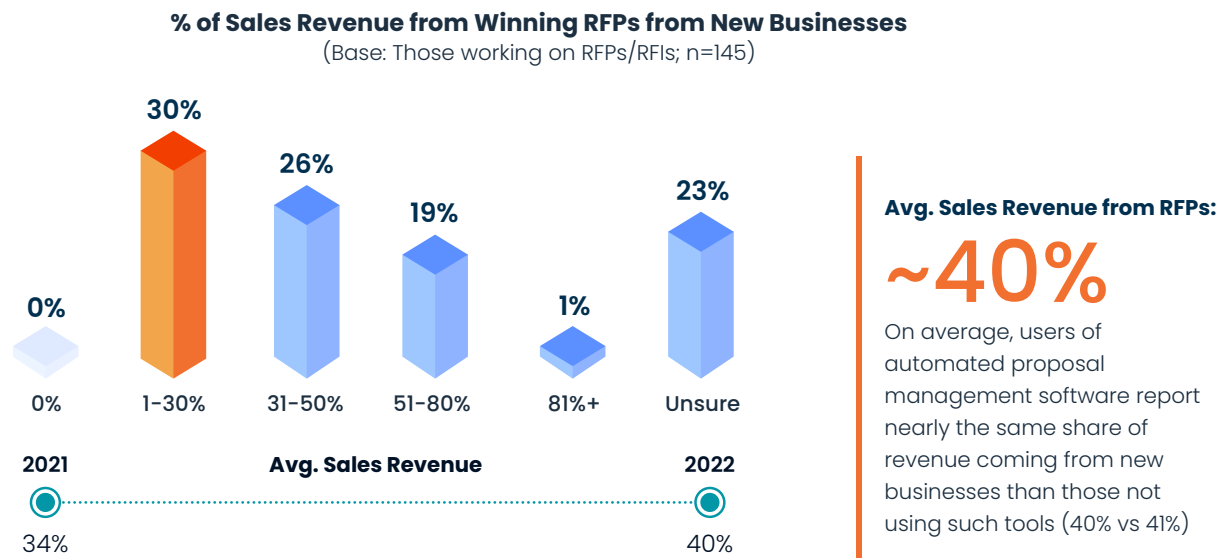 % of Sales Revenue from Winning RFPs from New Businesses
(Base: Those working on RFPs/RFIs; n=145)
30%
26%
19%
23%
0%
1%
0%
1-30%
31-50%
51-80%
81%+
Unsure
2021
Avg. Sales Revenue
2022
34%
40%
Avg. Sales Revenue from RFPs:
~40%
On average, users of
automated proposal
management software report
nearly the same share of
revenue coming from new
businesses than those not
using such tools (40% vs 41%)